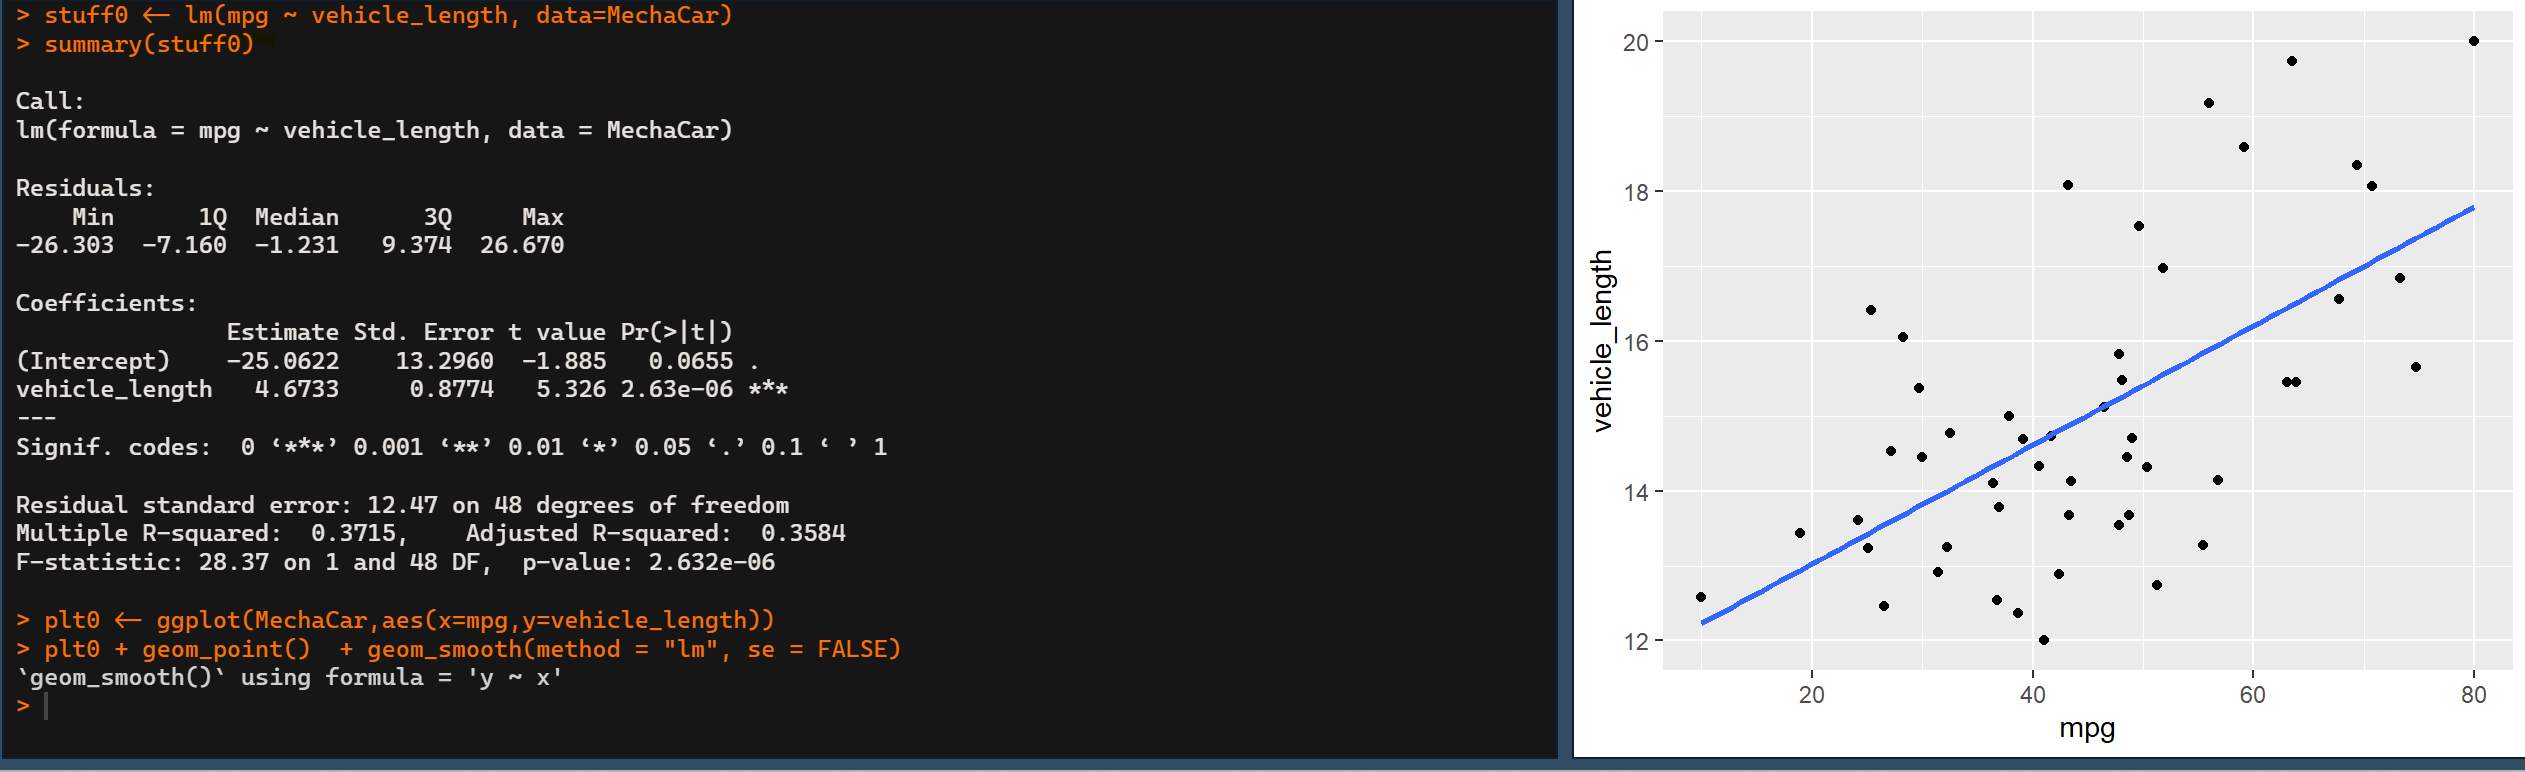 > stuff0 <- lm(mpg ~ vehicle_length, data=MechaCar)
> summary(stuff0)
Call:
lm(formula = mpg ~ vehicle_length, data = MechaCar)
Residuals:
    Min      1Q  Median      3Q     Max
-26.303  -7.160  -1.231   9.374  26.670
Coefficients:
               Estimate Std. Error t value Pr(>|t|)
(Intercept)    -25.0622    13.2960  -1.885   0.0655 .
vehicle_length   4.6733     0.8774   5.326 2.63e-06 ***
---
Signif. codes:  0 ‘***’ 0.001 ‘**’ 0.01 ‘*’ 0.05 ‘.’ 0.1 ‘ ’ 1
Residual standard error: 12.47 on 48 degrees of freedom
Multiple R-squared:  0.3715,    Adjusted R-squared:  0.3584
F-statistic: 28.37 on 1 and 48 DF,  p-value: 2.632e-06
> plt0 <- ggplot(MechaCar,aes(x=mpg,y=vehicle_length))
> plt0 + geom_point()  + geom_smooth(method = "lm", se = FALSE)
`geom_smooth()` using formula = 'y ~ x'
>
20
18
16
14
12
vehicle_length
20 40 60 80
mpg